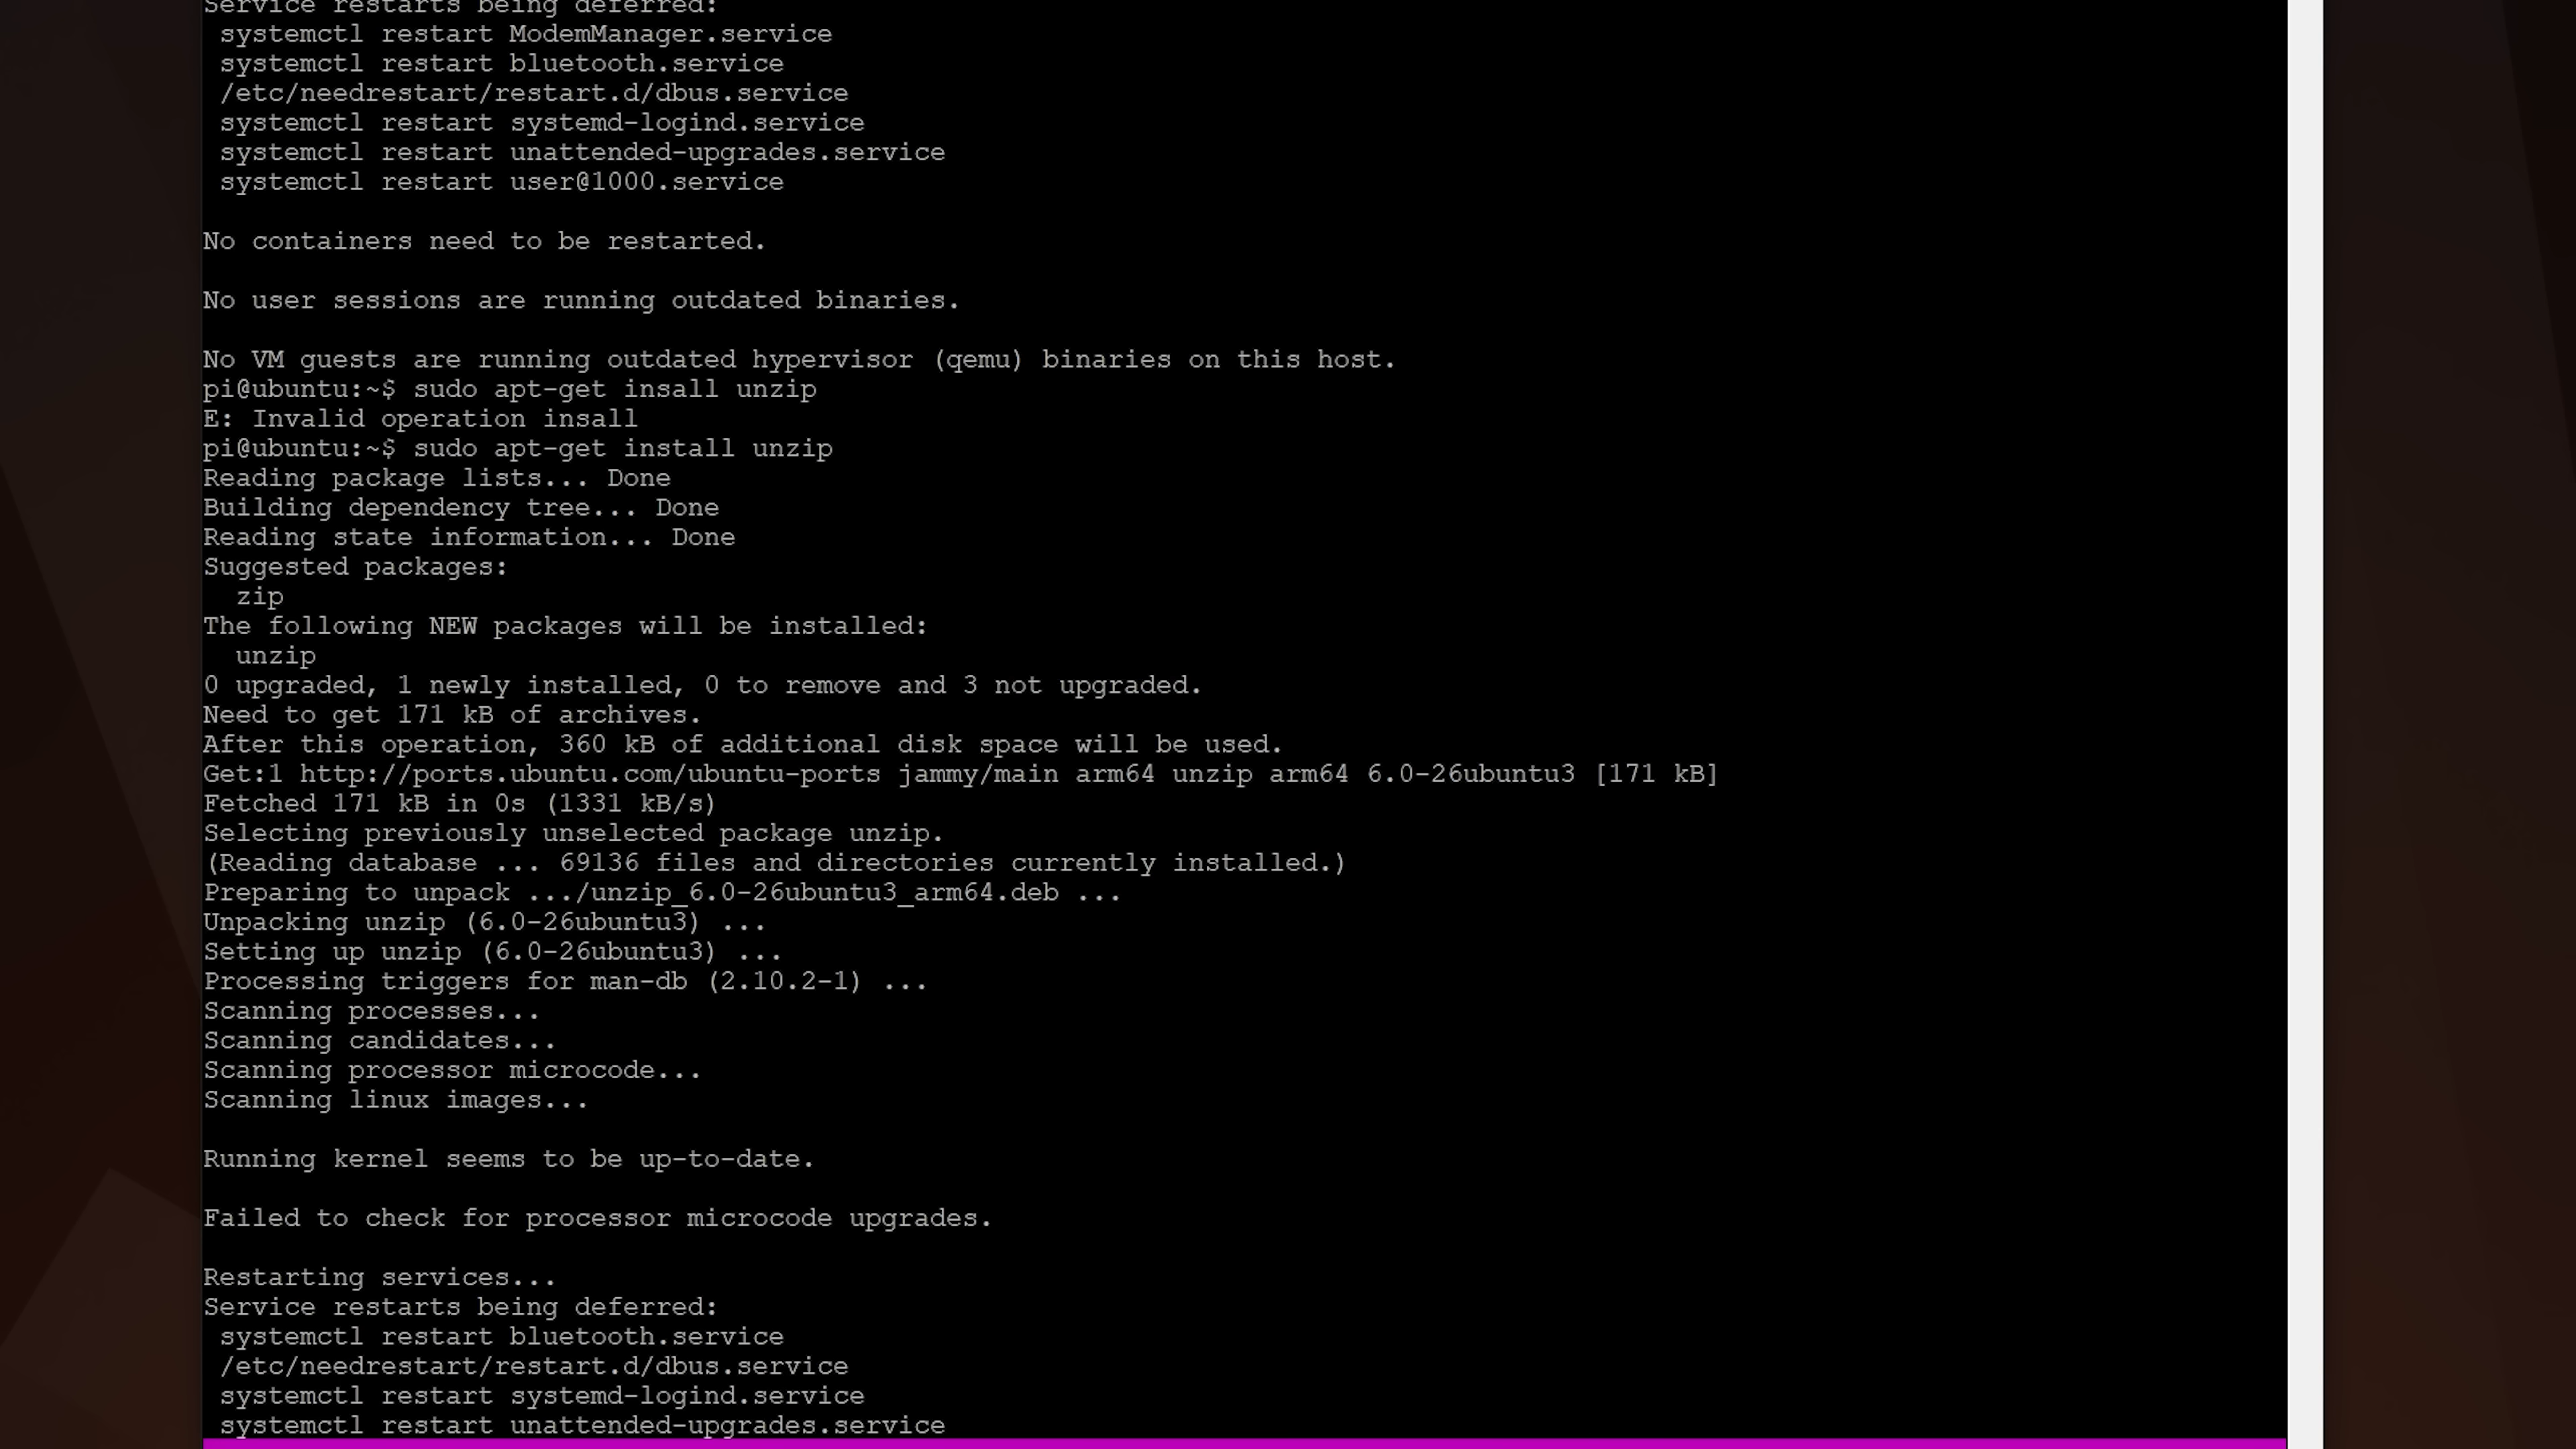 Service restarts being deferred:
systemctl restart ModemManager.service
systemctl restart bluetooth.service
/etc/needrestart/restart.d/dbus.service
systemctl restart systemd-logind.service
systemctl restart unattended-upgrades.service
systemctl restart user@1000.service
No containers need to be restarted.
No user sessions are running outdated binaries.
No VM guests are running outdated hypervisor (qemu) binaries on this host.
pi@ubuntu:~$ sudo apt-get insall unzip
E: Invalid operation insall
pi@ubuntu:~$ sudo apt-get install unzip
Reading package lists... Done
Building dependency tree... Done
Reading state information... Done
Suggested packages:
zip
The following NEW packages will be installed:
unzip
0 upgraded, 1 newly installed, 0 to remove and 3 not upgraded.
Need to get 171 kB of archives.
After this operation, 360 kB of additional disk space will be used.
Get:1 http://ports.ubuntu.com/ubuntu-ports jammy/main arm64 unzip arm64 6.0-26ubuntu3 [171 kB]
Fetched 171 kB in 0s (1331 kB/s)
Selecting previously unselected package unzip.
(Reading database ... 69136 files and directories currently installed.)
Preparing to unpack .../unzip_6.0-26ubuntu3_arm64.deb ...
Unpacking unzip (6.0-26ubuntu3) ...
Setting up unzip (6.0-26ubuntu3) ...
Processing triggers for man-db (2.10.2-1) ...
Scanning processes...
Scanning candidates...
Scanning processor microcode...
Scanning linux images...
Running kernel seems to be up-to-date.
Failed to check for processor microcode upgrades.
Restarting services...
Service restarts being deferred:
systemctl restart bluetooth.service
/etc/needrestart/restart.d/dbus.service
systemctl restart systemd-logind.service
systemctl restart unattended-upgrades.service